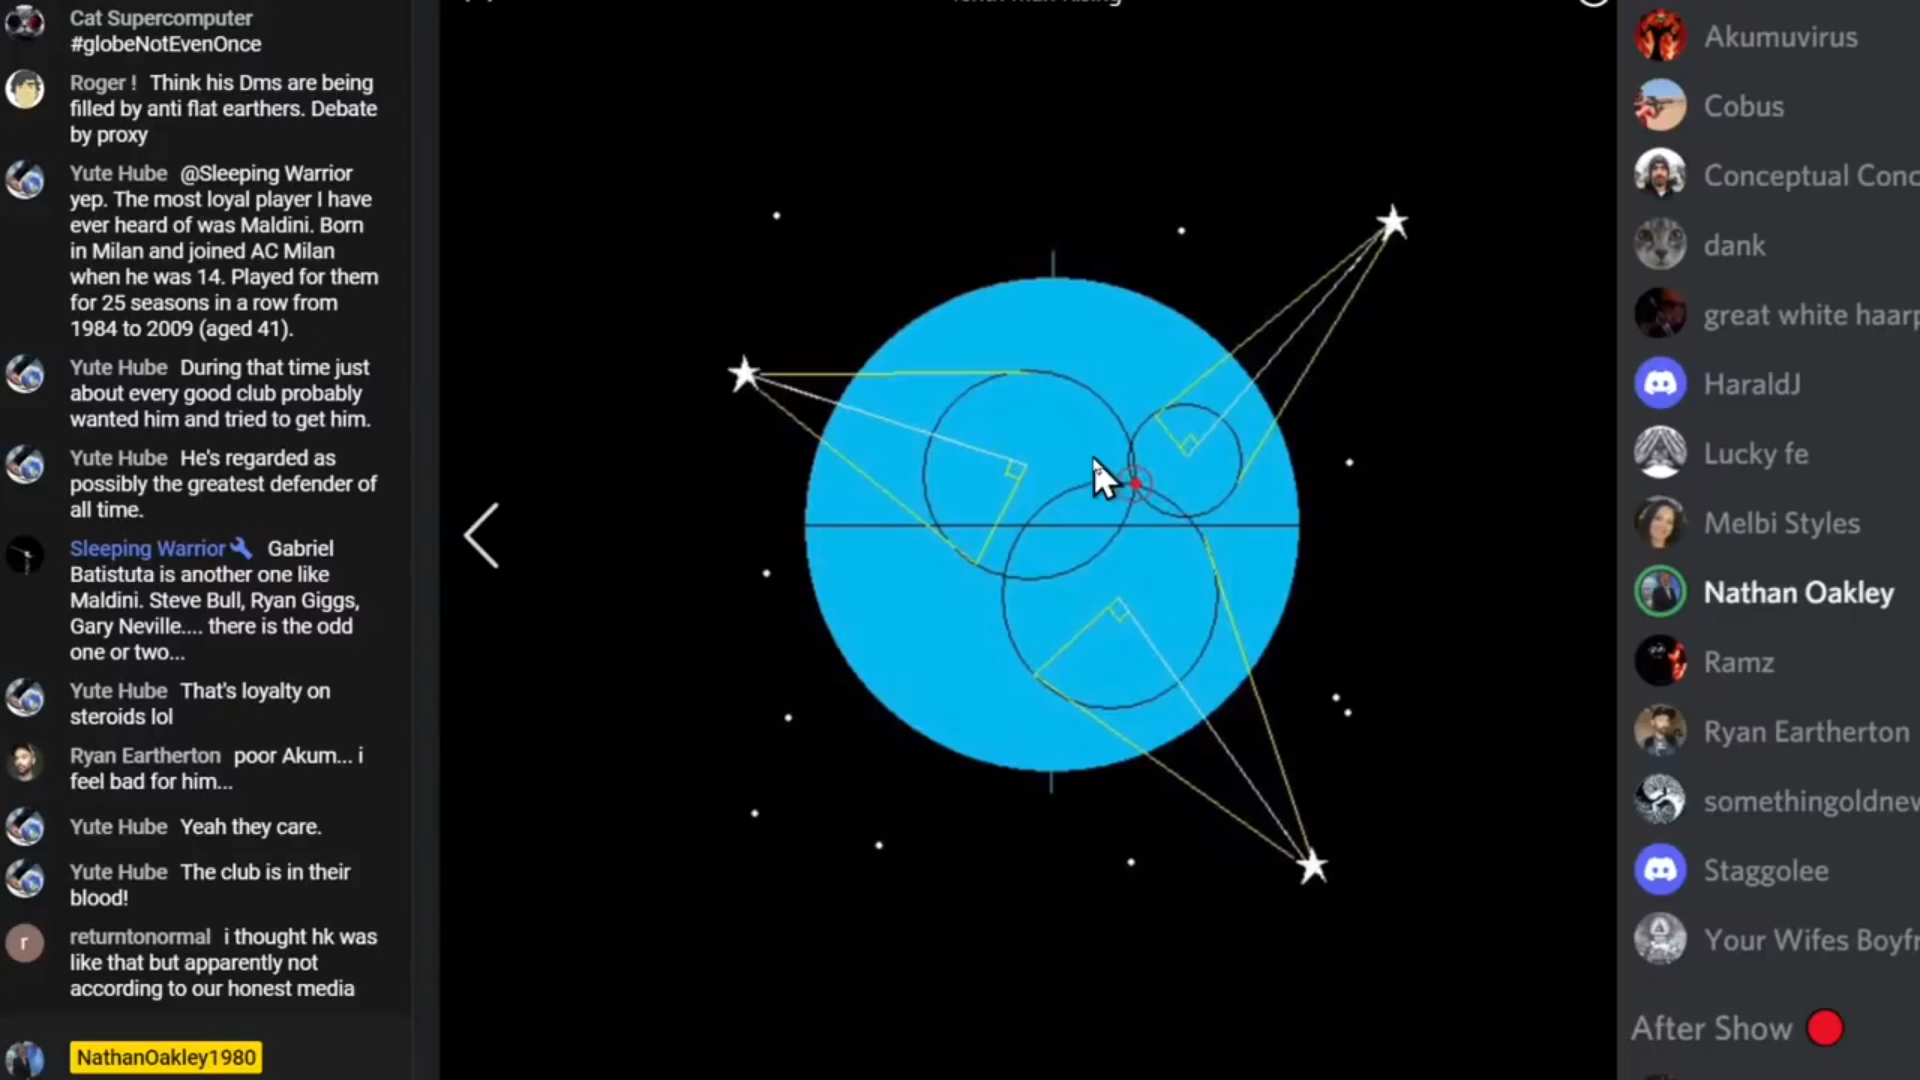 Cat Supercomputer
#globeNotEvenOnce
Roger ! Think his Dms are being
filled by anti flat earthers. Debate
by proxy
Yute Hube @Sleeping Warrior
yep. The most loyal player I have
ever heard of was Maldini. Born
in Milan and joined AC Milan
when he was 14. Played for them
for 25 seasons in a row from
1984 to 2009 (aged 41).
Yute Hube During that time just
about every good club probably
wanted him and tried to get him.
Yute Hube He's regarded as
possibly the greatest defender of
all time.
Sleeping Warrior Gabriel
Batistuta is another one like
Maldini. Steve Bull, Ryan Giggs,
Gary Neville.... there is the odd
one or two...
Yute Hube That's loyalty on
steroids lol
Ryan Eartherton poor Akum... i
feel bad for him...
Yute Hube Yeah they care.
Yute Hube The club is in their
blood!
r
returntonormal i thought hk was
like that but apparently not
according to our honest media
NathanOakley1980
Akumuvirus
Cobus
Conceptual Conc
dank
great white haarp
HaraldJ
Lucky fe
Melbi Styles
Nathan Oakley
Ramz
Ryan Eartherton
somethingoldnew
Staggolee
Your Wifes Boyfr
After Show